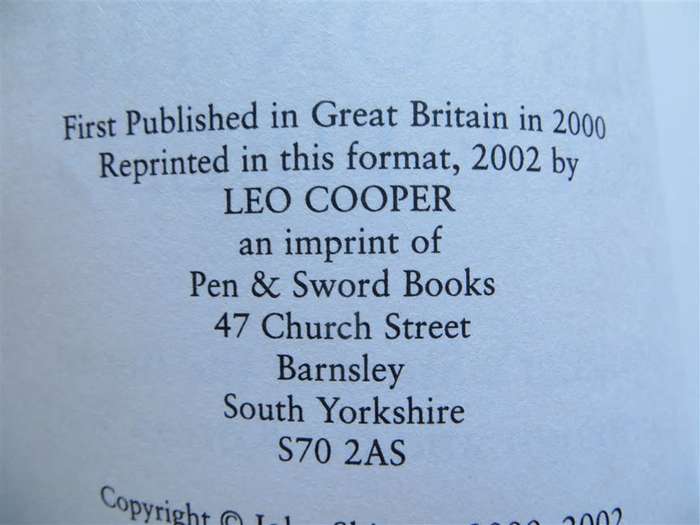 First Published in Great Britain in 2000
Reprinted in this format, 2002 by
LEO COOPER
an imprint of
Pen & Sword Books
47 Church Street
Barnsley
South Yorkshire
S70 2AS
Copyright ©